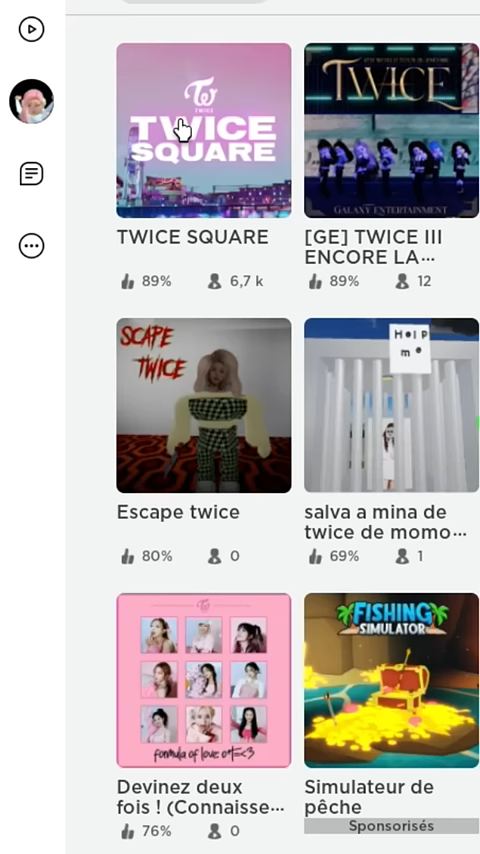 TWICE
TWICE
SQUARE
TWICE
GALAXY ENTERTAINMENT
TWICE SQUARE
89% 6,7 k
[GE] TWICE III
ENCORE LA...
89% 12
SCAPE
TWICE
Help
me
Escape twice
80% 0
salva a mina de
twice de momo...
69% 1
formula of love o+t=<3
FISHING
SIMULATOR
Devinez deux
fois ! (Connaisse...
76% 0
Simulateur de
pêche
Sponsorisés